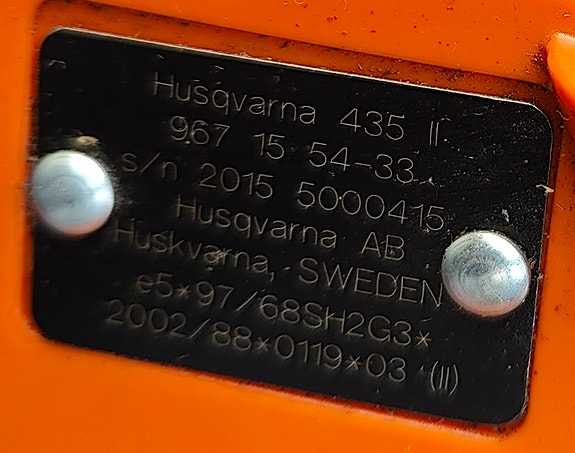 Husqvarna 435 II
967 15 54-33
s/n 2015 5000415
Husqvarna AB
Huskvarna, SWEDEN
e5*97/68SH2G3*
2002/88*0119*03 (II)